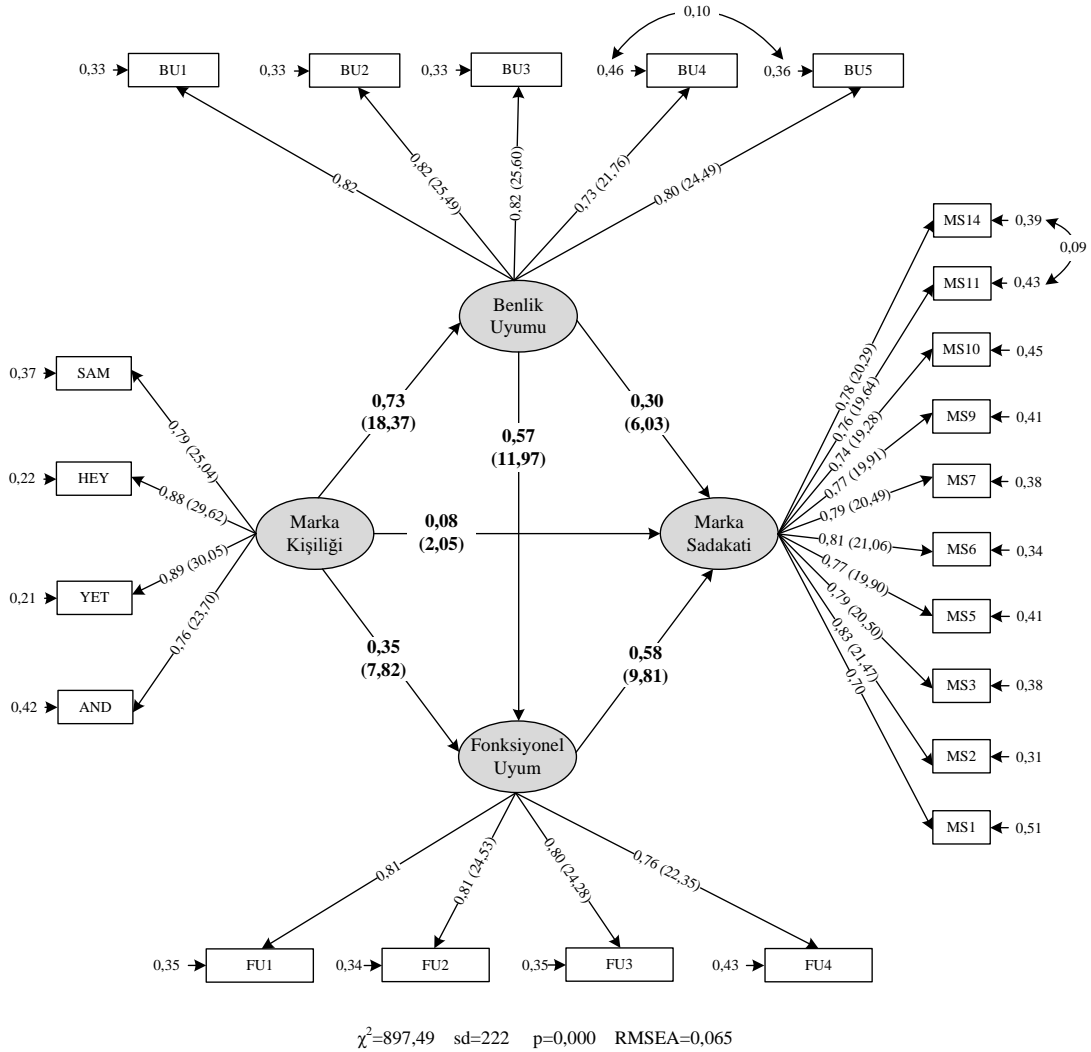 0,10
0,33 BU1 0,33 BU2 0,33 BU3 0,46 BU4 0,36 BU5
0,82
0,82 (25,49)
0,82 (25,60)
0,73 (21,76)
0,80 (24,49)
MS14 0,39
0,09
MS11 0,43
MS10 0,45
MS9 0,41
MS7 0,38
MS6 0,34
MS5 0,41
MS3 0,38
MS2 0,31
MS1 0,51
0,78 (20,29)
0,76 (19,64)
0,74 (19,28)
0,77 (19,91)
0,79 (20,49)
0,81 (21,06)
0,77 (19,90)
0,79 (20,50)
0,83 (21,47)
0,70
Benlik
Uyumu
0,37 SAM
0,22 HEY
0,21 YET
0,42 AND
0,79 (25,04)
0,88 (29,62)
0,89 (30,05)
0,76 (23,70)
0,73
(18,37)
0,57
(11,97)
0,30
(6,03)
Marka
Kişiliği
0,08
(2,05)
Marka
Sadakati
0,35
(7,82)
0,58
(9,81)
Fonksiyonel
Uyum
0,81
0,81 (24,53)
0,80 (24,28)
0,76 (22,35)
0,35 FU1 0,34 FU2 0,35 FU3 0,43 FU4
χ²=897,49 sd=222 p=0,000 RMSEA=0,065